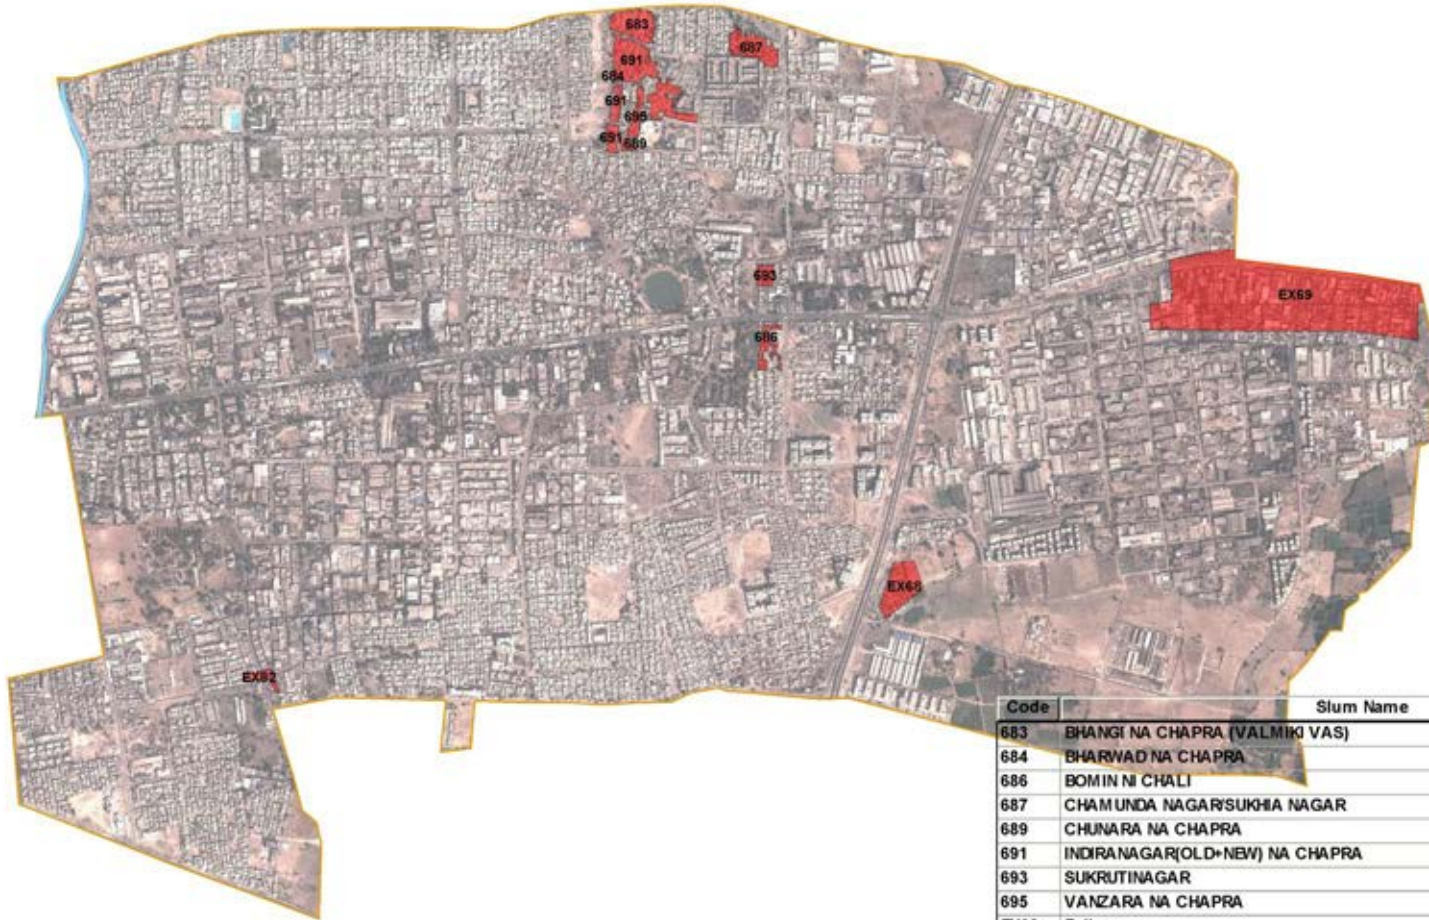 683
687
691
684
691
695
691
689
693
EX69
686
EX68
EX82
Code Slum Name
683 BHANGI NA CHAPRA (VALMIKI VAS)
684 BHARWAD NA CHAPRA
686 BOMIN NI CHALI
687 CHAMUNDA NAGAR/SUKHIA NAGAR
689 CHUNARA NA CHAPRA
691 INDIRANAGAR(OLD+NEW) NA CHAPRA
693 SUKRUTINAGAR
695 VANZARA NA CHAPRA